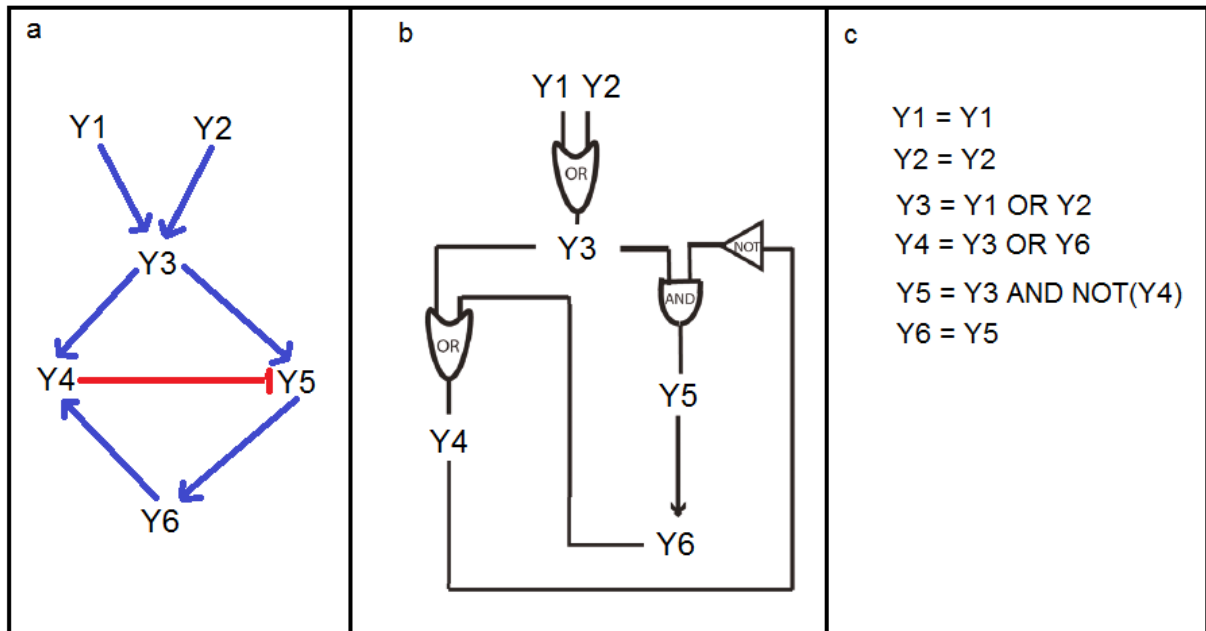 a
Y1 Y2
Y3
Y4 Y5
Y6
b
Y1 Y2
OR
Y3
NOT
AND
OR
Y5
Y4
Y6
c
Y1 = Y1
Y2 = Y2
Y3 = Y1 OR Y2
Y4 = Y3 OR Y6
Y5 = Y3 AND NOT(Y4)
Y6 = Y5